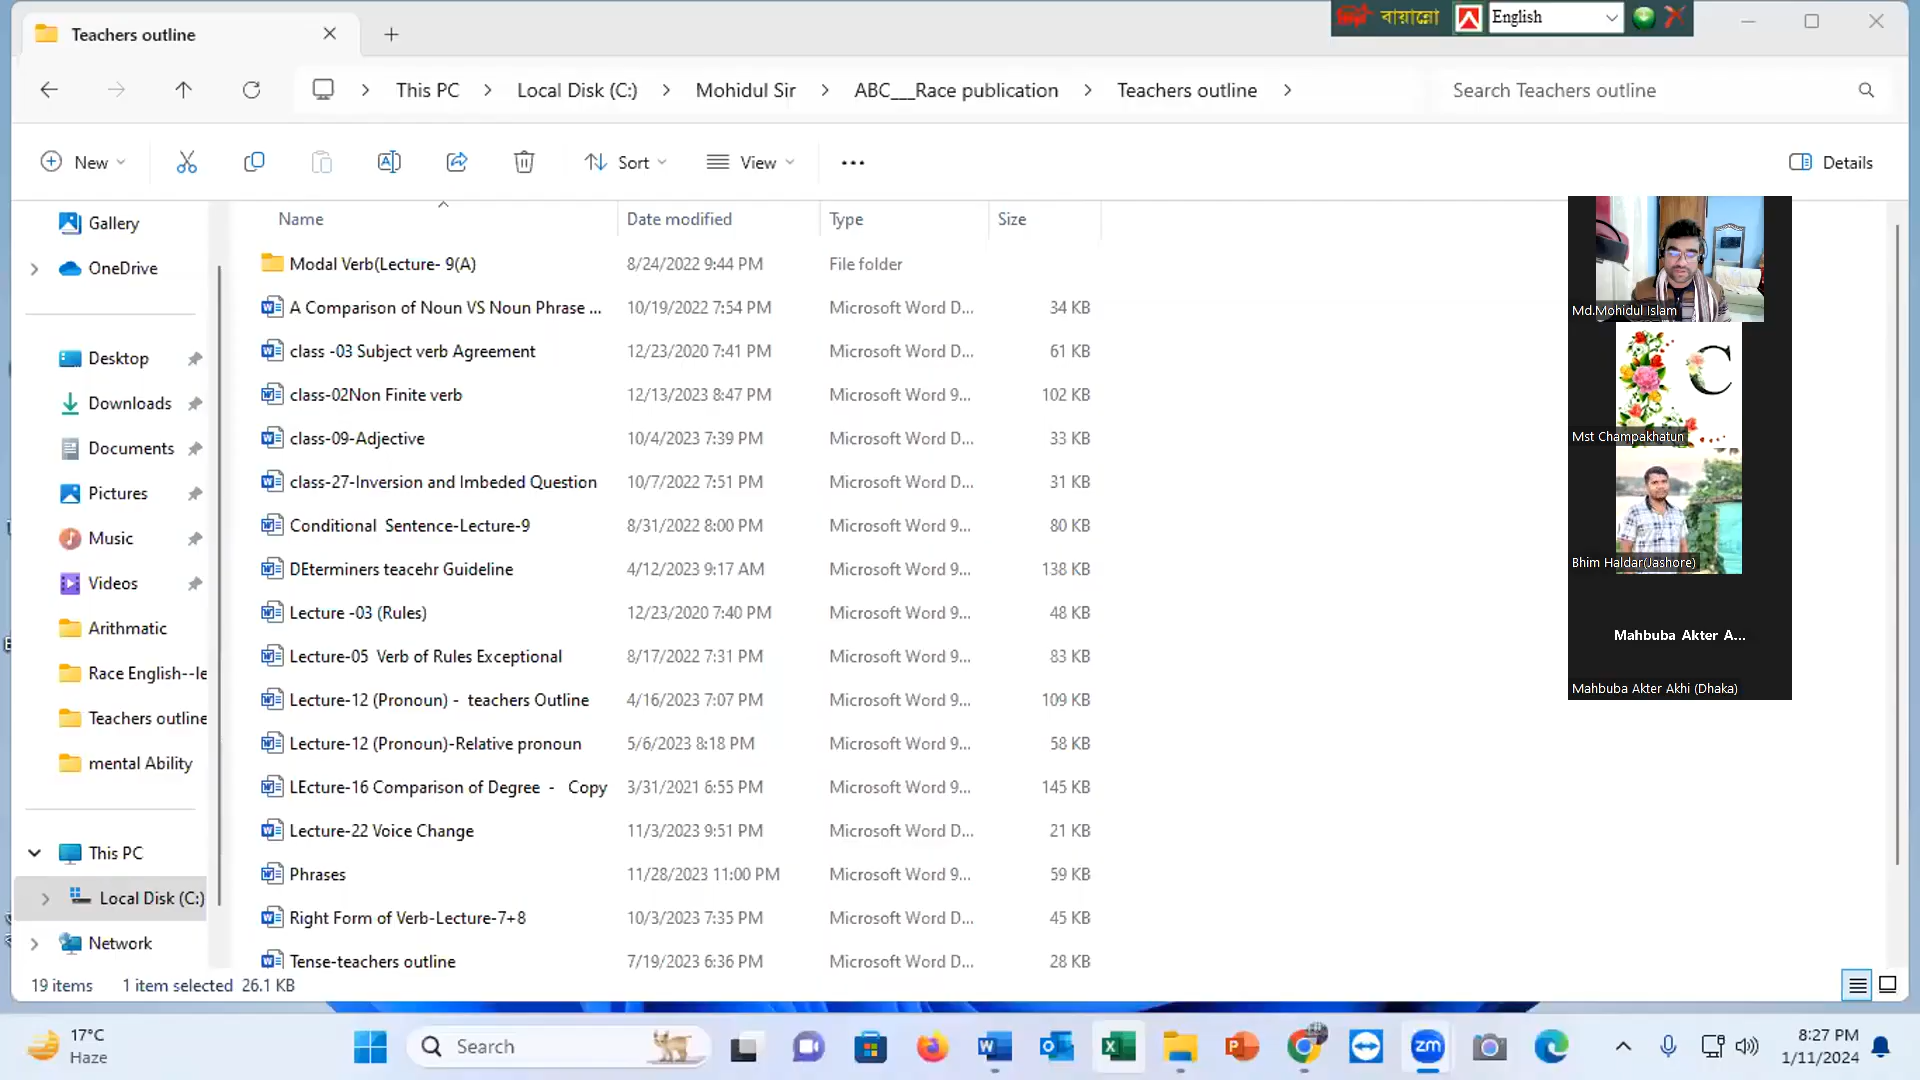 Teachers outline
বায়ান্নো
English
This PC
Local Disk (C:)
Mohidul Sir
ABC___Race publication
Teachers outline
Search Teachers outline
New
Sort
View
Details
Name
Date modified
Type
Size
Gallery
OneDrive
Desktop
Downloads
Documents
Pictures
Music
Videos
Arithmatic
Race English--le
Teachers outline
mental Ability
This PC
Local Disk (C:)
Network
Modal Verb(Lecture- 9(A) 8/24/2022 9:44 PM File folder
A Comparison of Noun VS Noun Phrase ... 10/19/2022 7:54 PM Microsoft Word D... 34 KB
class -03 Subject verb Agreement 12/23/2020 7:41 PM Microsoft Word D... 61 KB
class-02Non Finite verb 12/13/2023 8:47 PM Microsoft Word 9... 102 KB
class-09-Adjective 10/4/2023 7:39 PM Microsoft Word D... 33 KB
class-27-Inversion and Imbeded Question 10/7/2022 7:51 PM Microsoft Word D... 31 KB
Conditional Sentence-Lecture-9 8/31/2022 8:00 PM Microsoft Word 9... 80 KB
DEterminers teacehr Guideline 4/12/2023 9:17 AM Microsoft Word 9... 138 KB
Lecture -03 (Rules) 12/23/2020 7:40 PM Microsoft Word 9... 48 KB
Lecture-05 Verb of Rules Exceptional 8/17/2022 7:31 PM Microsoft Word 9... 83 KB
Lecture-12 (Pronoun) - teachers Outline 4/16/2023 7:07 PM Microsoft Word 9... 109 KB
Lecture-12 (Pronoun)-Relative pronoun 5/6/2023 8:18 PM Microsoft Word 9... 58 KB
LEcture-16 Comparison of Degree - Copy 3/31/2021 6:55 PM Microsoft Word 9... 145 KB
Lecture-22 Voice Change 11/3/2023 9:51 PM Microsoft Word D... 21 KB
Phrases 11/28/2023 11:00 PM Microsoft Word 9... 59 KB
Right Form of Verb-Lecture-7+8 10/3/2023 7:35 PM Microsoft Word D... 45 KB
Tense-teachers outline 7/19/2023 6:36 PM Microsoft Word D... 28 KB
Md.Mohidul Islam
C
Mst Champakhatun
Bhim Haldar(Jashore)
Mahbuba Akter A...
Mahbuba Akter Akhi (Dhaka)
19 items 1 item selected 26.1 KB
17°C
Haze
Search
zm
8:27 PM
1/11/2024